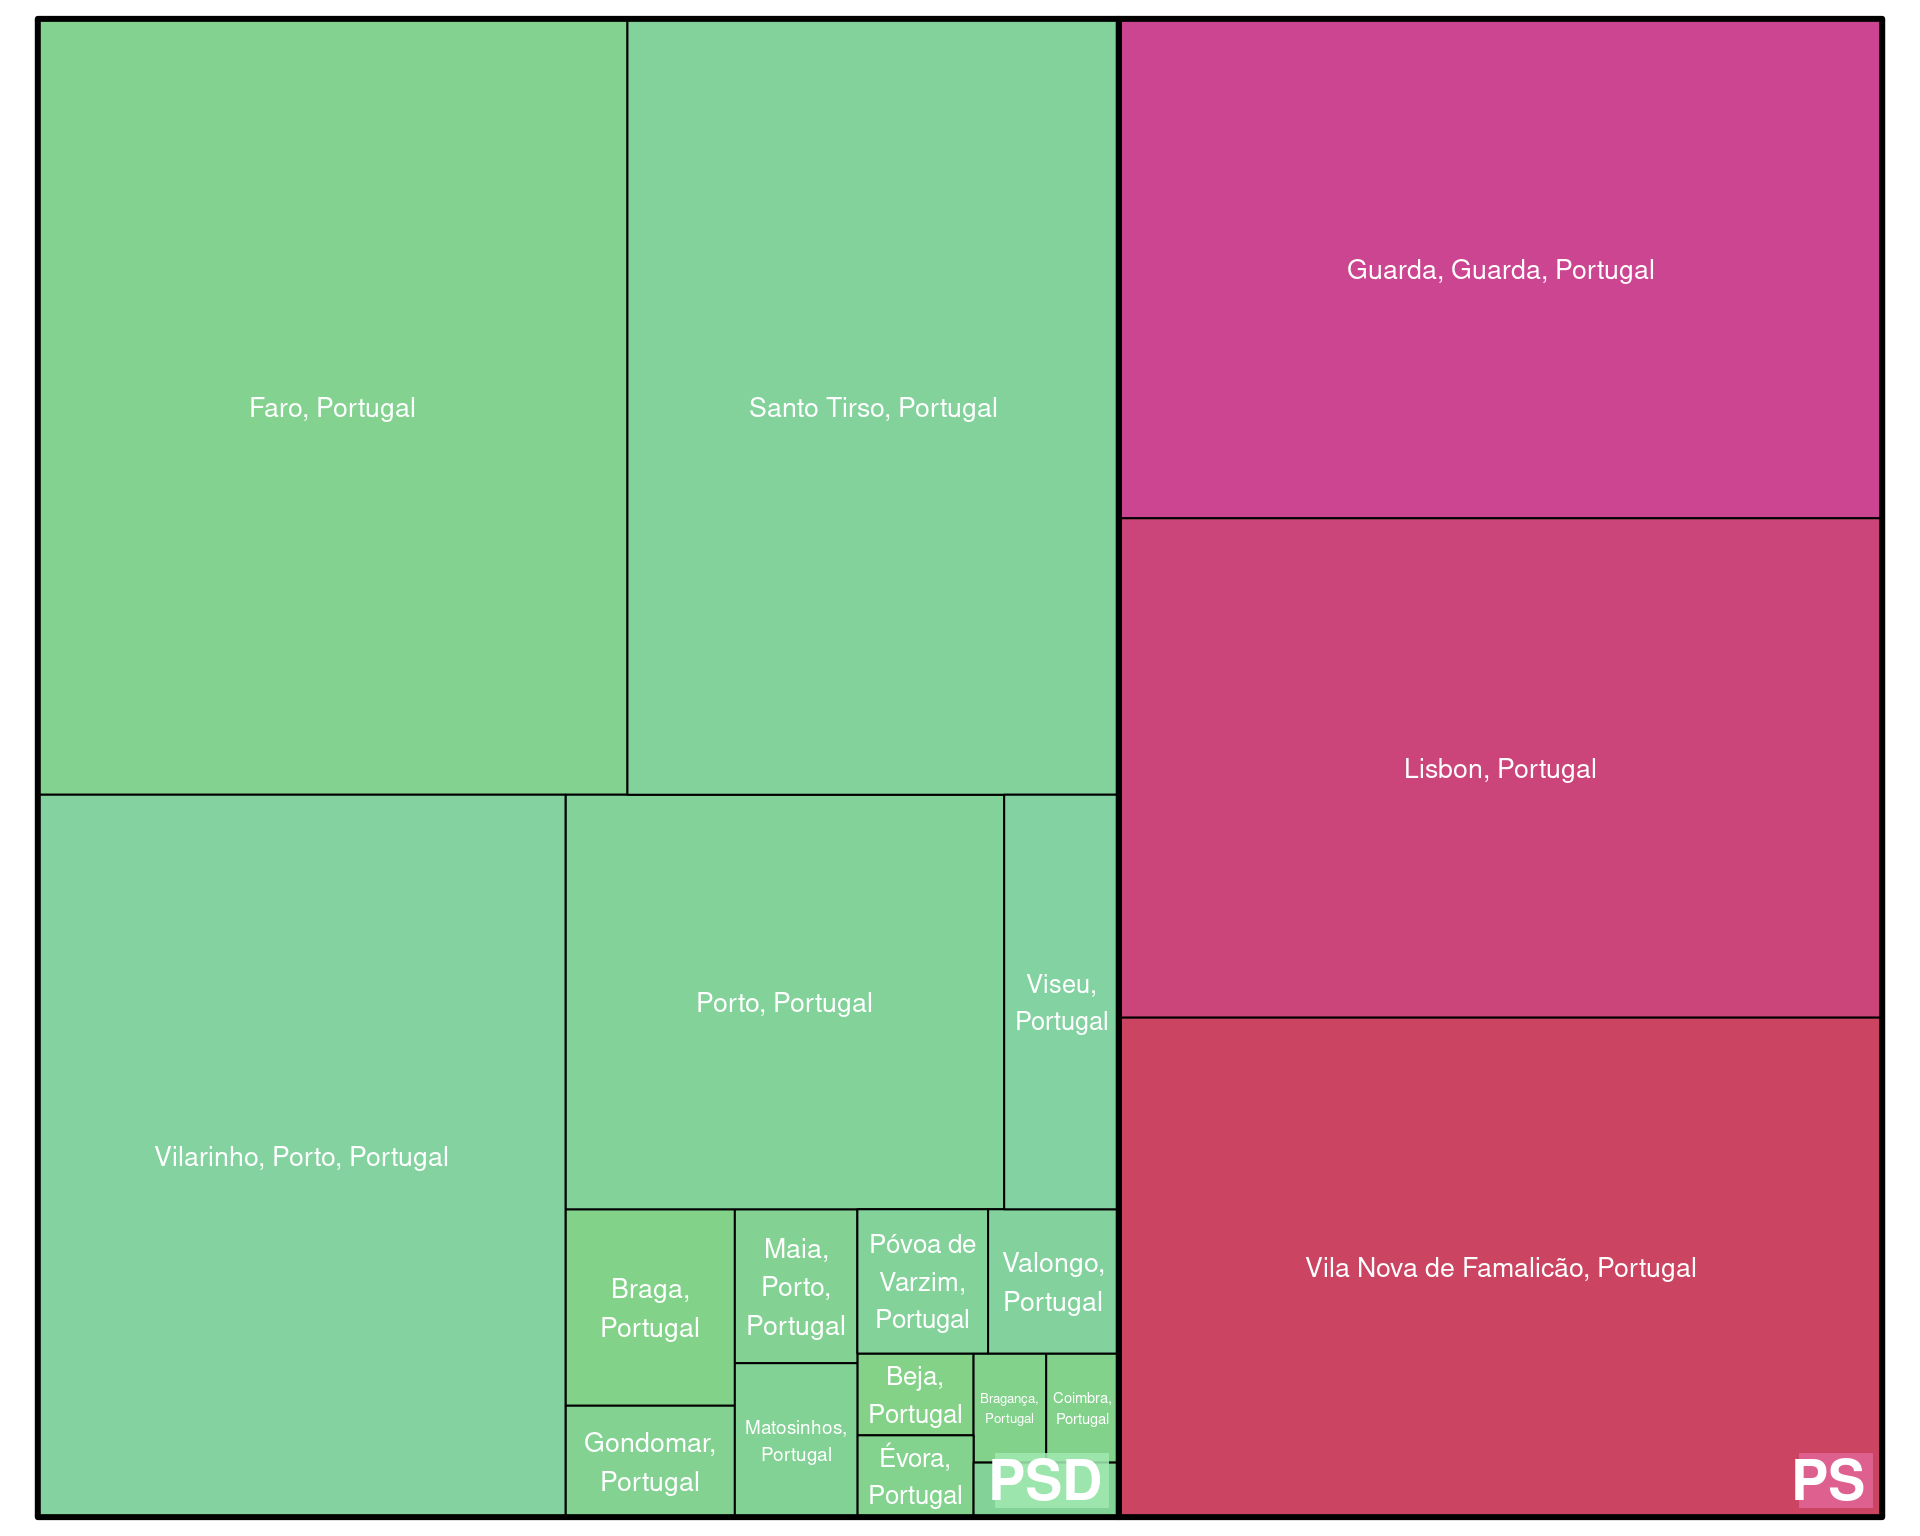 Faro, Portugal
Santo Tirso, Portugal
Guarda, Guarda, Portugal
Lisbon, Portugal
Vilarinho, Porto, Portugal
Porto, Portugal
Viseu,
Portugal
Vila Nova de Famalicão, Portugal
Braga,
Portugal
Maia,
Porto,
Portugal
Póvoa de
Varzim,
Portugal
Valongo,
Portugal
Gondomar,
Portugal
Matosinhos,
Portugal
Beja,
Portugal
Bragança,
Portugal
Coimbra,
Portugal
Évora,
Portugal
PSD
PS